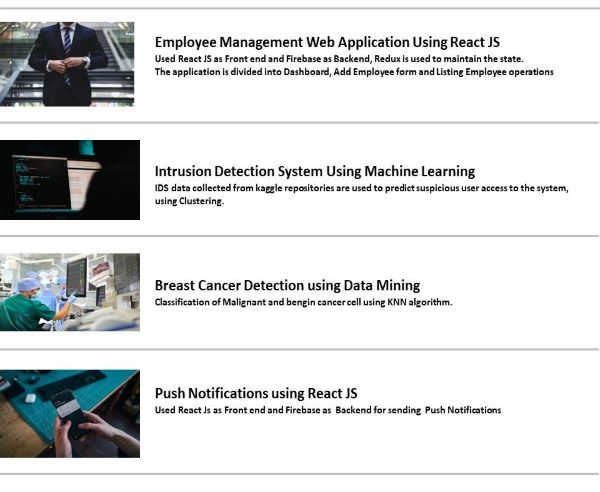 Employee Management Web Application Using React JS
Used React JS as Front end and Firebase as Backend, Redux is used to maintain the state.
The application is divided into Dashboard, Add Employee form and Listing Employee operations
Intrusion Detection System Using Machine Learning
IDS data collected from kaggle repositories are used to predict suspicious user access to the system,
using Clustering.
Breast Cancer Detection using Data Mining
Classification of Malignant and bengin cancer cell using KNN algorithm.
Push Notifications using React JS
Used React Js as Front end and Firebase as Backend for sending Push Notifications